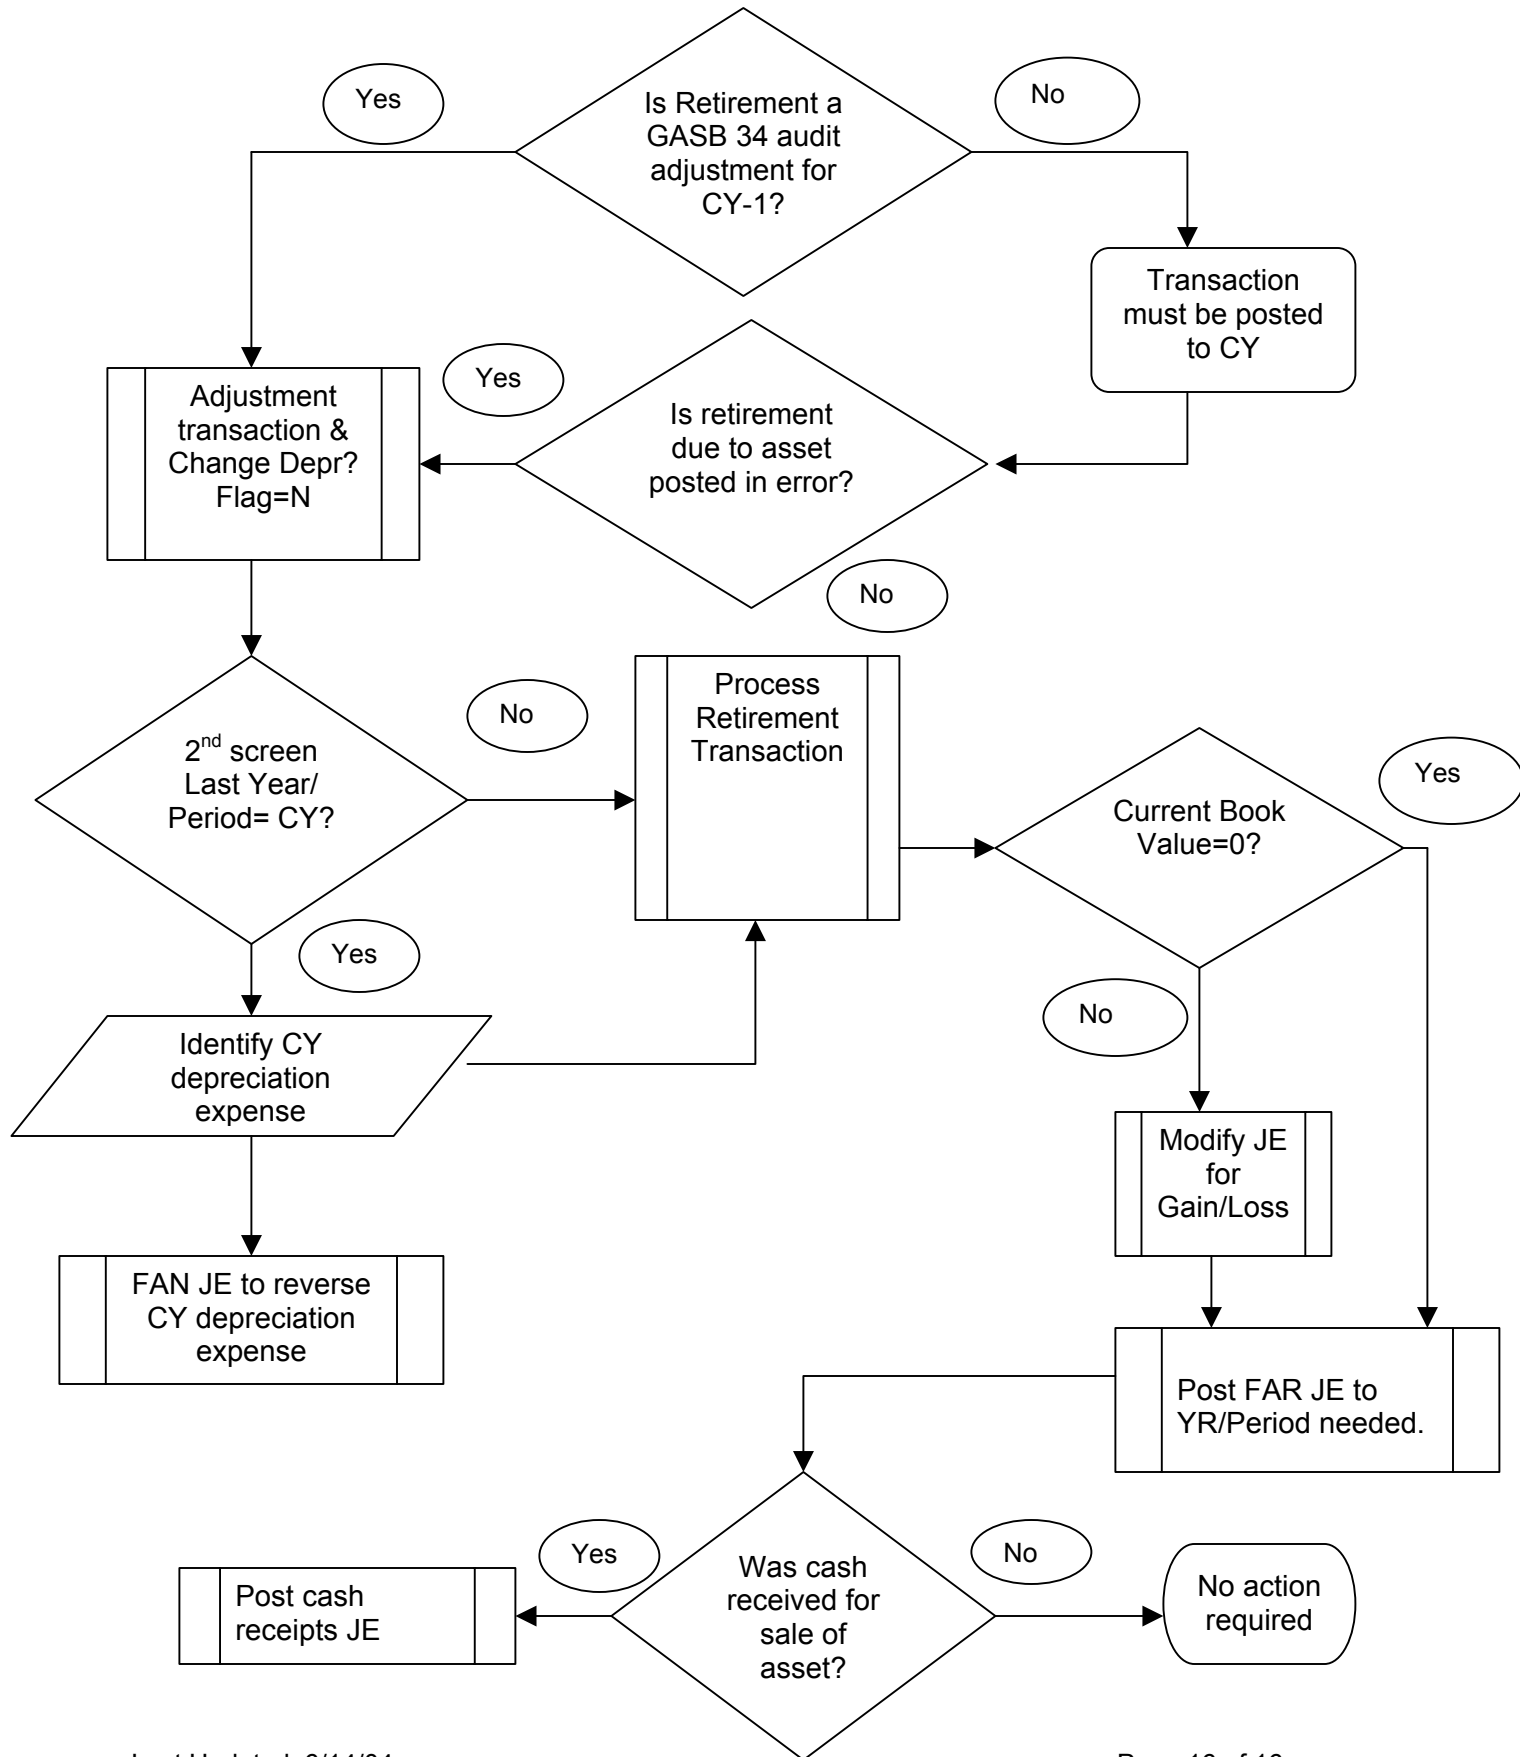 Yes
Is Retirement a
GASB 34 audit
adjustment for
CY-1?
No
Transaction
must be posted
to CY
Adjustment
transaction &
Change Depr?
Flag=N
Yes
Is retirement
due to asset
posted in error?
No
2nd screen
Last Year/
Period= CY?
No
Process
Retirement
Transaction
Current Book
Value=0?
Yes
Yes
No
Identify CY
depreciation
expense
Modify JE
for
Gain/Loss
FAN JE to reverse
CY depreciation
expense
Post FAR JE to
YR/Period needed.
Yes
Was cash
received for
sale of
asset?
No
Post cash
receipts JE
No action
required